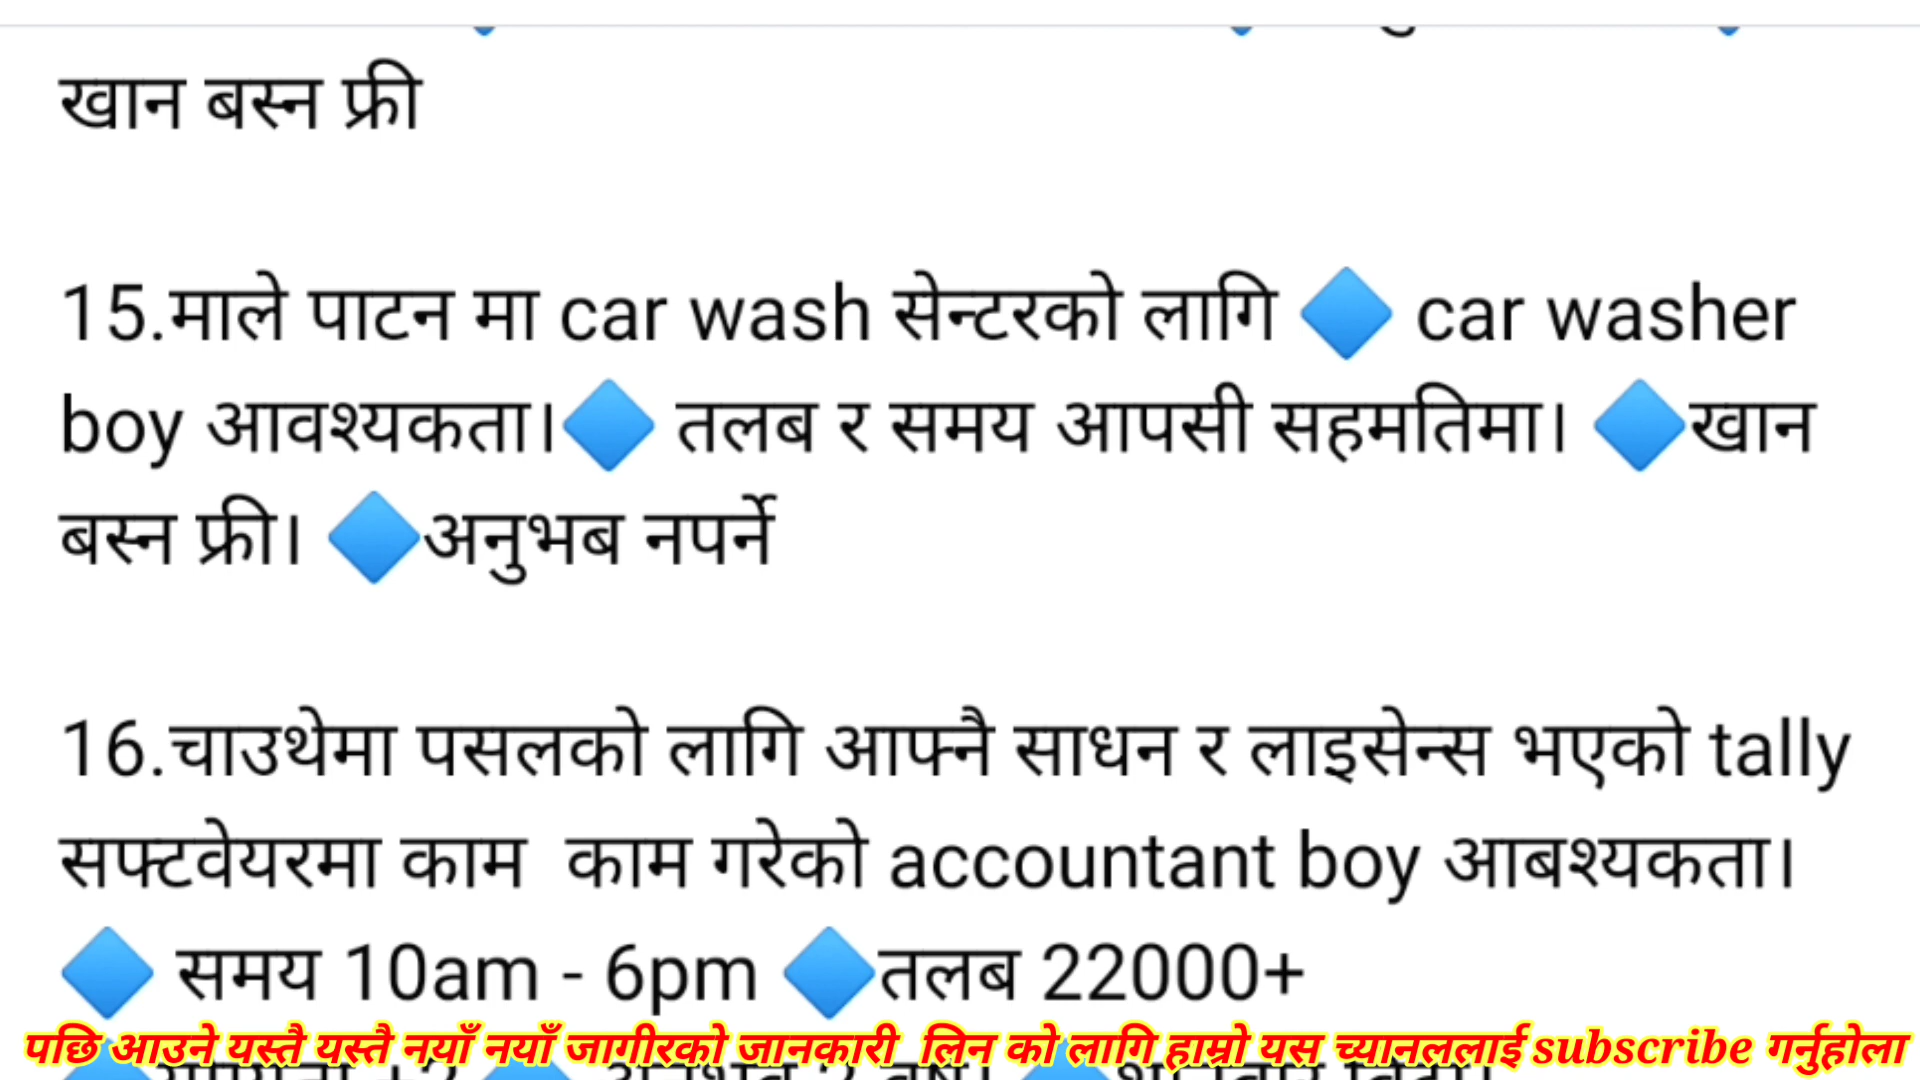 खान बस्न फ्री
15.माले पाटन मा car wash सेन्टरको लागि 🔷 car washer
boy आवश्यकता।🔷 तलब र समय आपसी सहमतिमा। 🔷खान
बस्न फ्री। 🔷अनुभब नपर्ने
16.चाउथेमा पसलको लागि आफ्नै साधन र लाइसेन्स भएको tally
सफ्टवेयरमा काम  काम गरेको accountant boy आबश्यकता।
🔷 समय 10am - 6pm 🔷तलब 22000+
पछि आउने यस्तै यस्तै नयाँ नयाँ जागीरको जानकारी  लिन को लागि हाम्रो यस च्यानललाई subscribe गर्नुहोला